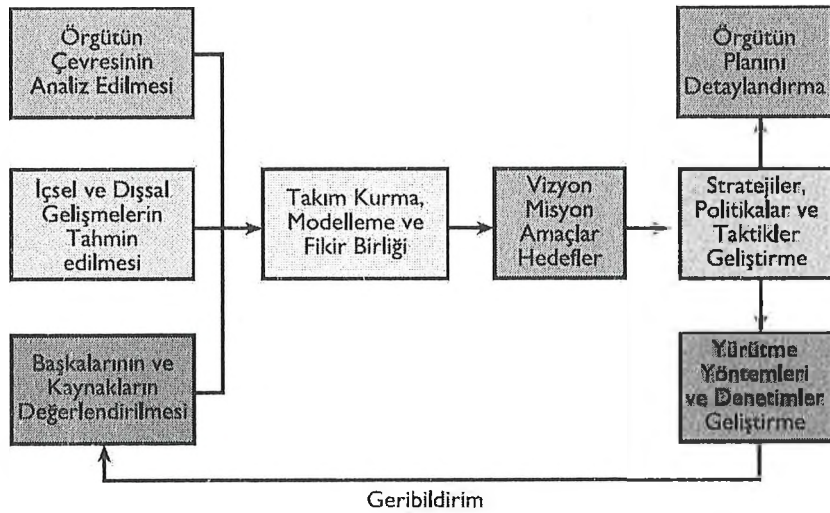 Örgütün
Çevresinin
Analiz Edilmesi
İçsel ve Dışsal
Gelişmelerin
Tahmin
edilmesi
Başkalarının ve
Kaynakların
Değerlendirilmesi
Takım Kurma,
Modelleme ve
Fikir Birliği
Vizyon
Misyon
Amaçlar
Hedefler
Örgütün
Planını
Detaylandırma
Stratejiler,
Politikalar ve
Taktikler
Geliştirme
Yürütme
Yöntemleri
ve Denetimler
Geliştirme
Geribildirim